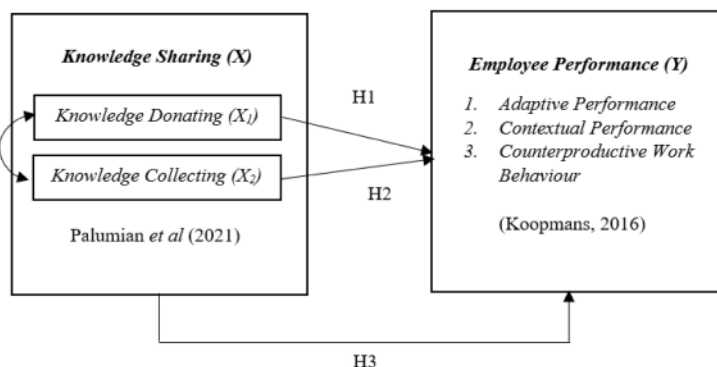 Knowledge Sharing (X)
Knowledge Donating (X1)
Knowledge Collecting (X2)
Palumian et al (2021)
H1
H2
Employee Performance (Y)
1. Adaptive Performance
2. Contextual Performance
3. Counterproductive Work
Behaviour
(Koopmans, 2016)
H3